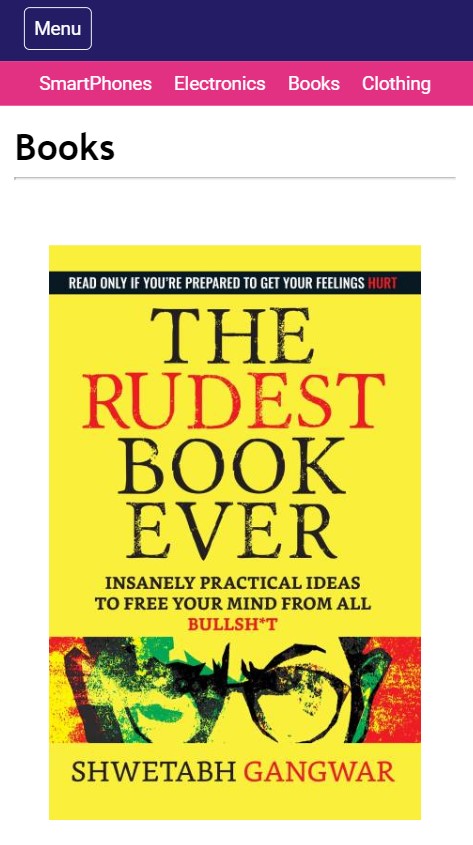 Menu
SmartPhones Electronics Books Clothing
Books
READ ONLY IF YOU'RE PREPARED TO GET YOUR FEELINGS HURT
THE
RUDEST
BOOK
EVER
INSANELY PRACTICAL IDEAS
TO FREE YOUR MIND FROM ALL
BULLSH*T
SHWETABH GANGWAR